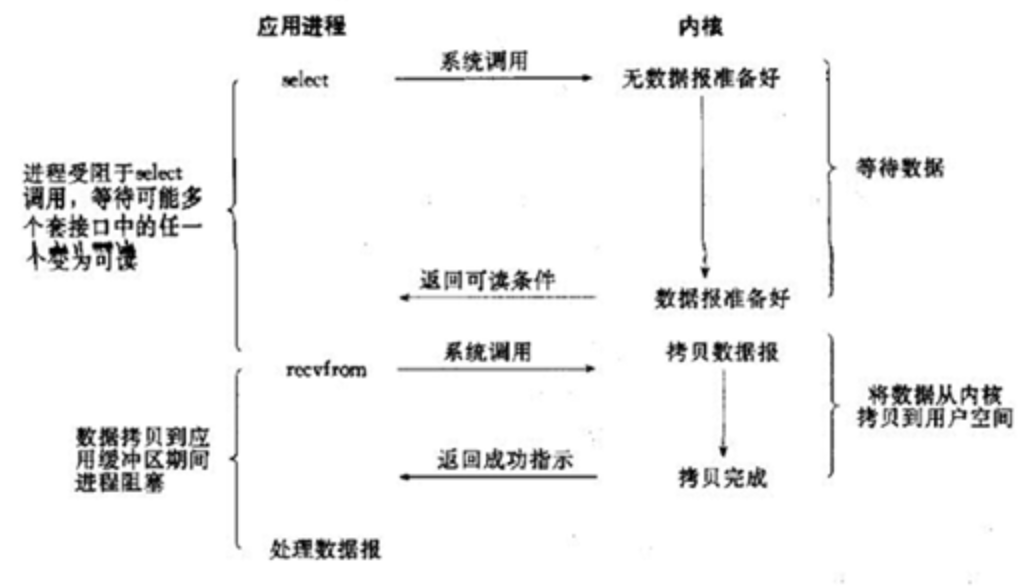 应用进程
内核
系统调用
select
无数据报准备好
进程受阻于select
调用，等待可能多
个套接口中的任一
个变为可读
等待数据
返回可读条件
数据报准备好
系统调用
recvfrom
拷贝数据报
将数据从内核
拷贝到用户空间
数据拷贝到应
用缓冲区期间
进程阻塞
返回成功指示
拷贝完成
处理数据报